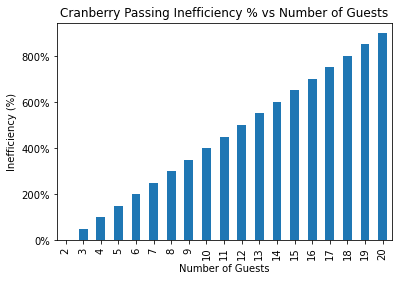 Cranberry Passing Inefficiency % vs Number of Guests
Inefficiency (%)
800%
600%
400%
200%
0%
2 3 4 5 6 7 8 9 10 11 12 13 14 15 16 17 18 19 20
Number of Guests